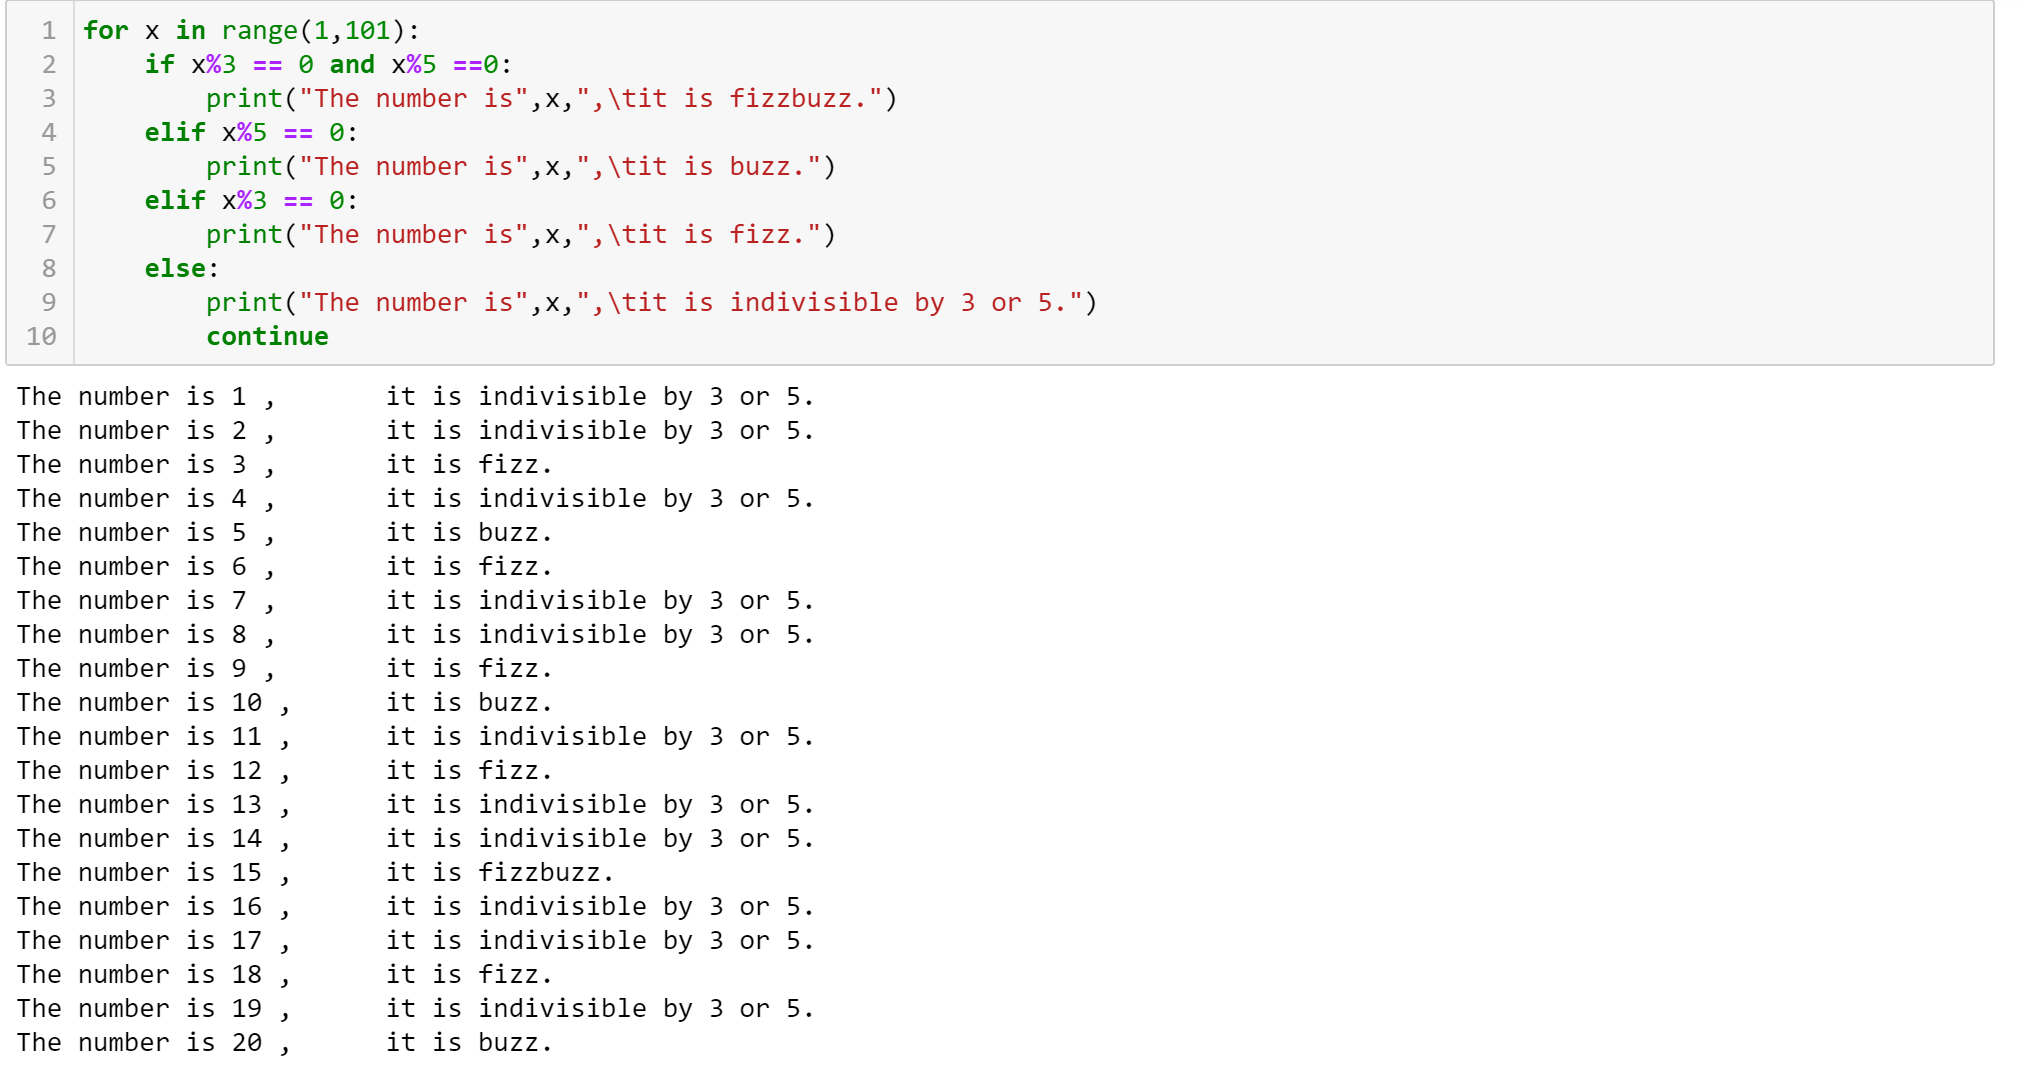 1 for x in range(1,101):
2     if x%3 == 0 and x%5 ==0:
3         print("The number is",x,",\tit is fizzbuzz.")
4     elif x%5 == 0:
5         print("The number is",x,",\tit is buzz.")
6     elif x%3 == 0:
7         print("The number is",x,",\tit is fizz.")
8     else:
9         print("The number is",x,",\tit is indivisible by 3 or 5.")
10         continue
The number is 1 ,       it is indivisible by 3 or 5.
The number is 2 ,       it is indivisible by 3 or 5.
The number is 3 ,       it is fizz.
The number is 4 ,       it is indivisible by 3 or 5.
The number is 5 ,       it is buzz.
The number is 6 ,       it is fizz.
The number is 7 ,       it is indivisible by 3 or 5.
The number is 8 ,       it is indivisible by 3 or 5.
The number is 9 ,       it is fizz.
The number is 10 ,      it is buzz.
The number is 11 ,      it is indivisible by 3 or 5.
The number is 12 ,      it is fizz.
The number is 13 ,      it is indivisible by 3 or 5.
The number is 14 ,      it is indivisible by 3 or 5.
The number is 15 ,      it is fizzbuzz.
The number is 16 ,      it is indivisible by 3 or 5.
The number is 17 ,      it is indivisible by 3 or 5.
The number is 18 ,      it is fizz.
The number is 19 ,      it is indivisible by 3 or 5.
The number is 20 ,      it is buzz.